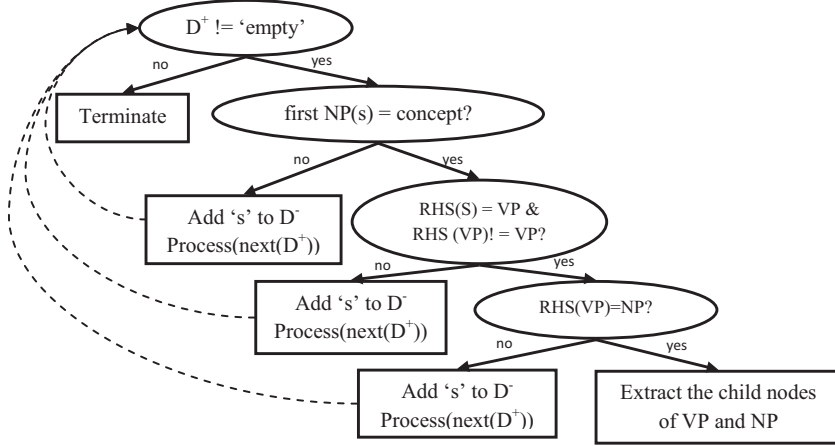 D⁺ != 'empty'
no
yes
Terminate
first NP(s) = concept?
no
yes
Add 's' to D⁻
Process(next(D⁺))
RHS(S) = VP &
RHS (VP)! = VP?
no
yes
Add 's' to D⁻
Process(next(D⁺))
RHS(VP)=NP?
no
yes
Add 's' to D⁻
Process(next(D⁺))
Extract the child nodes
of VP and NP